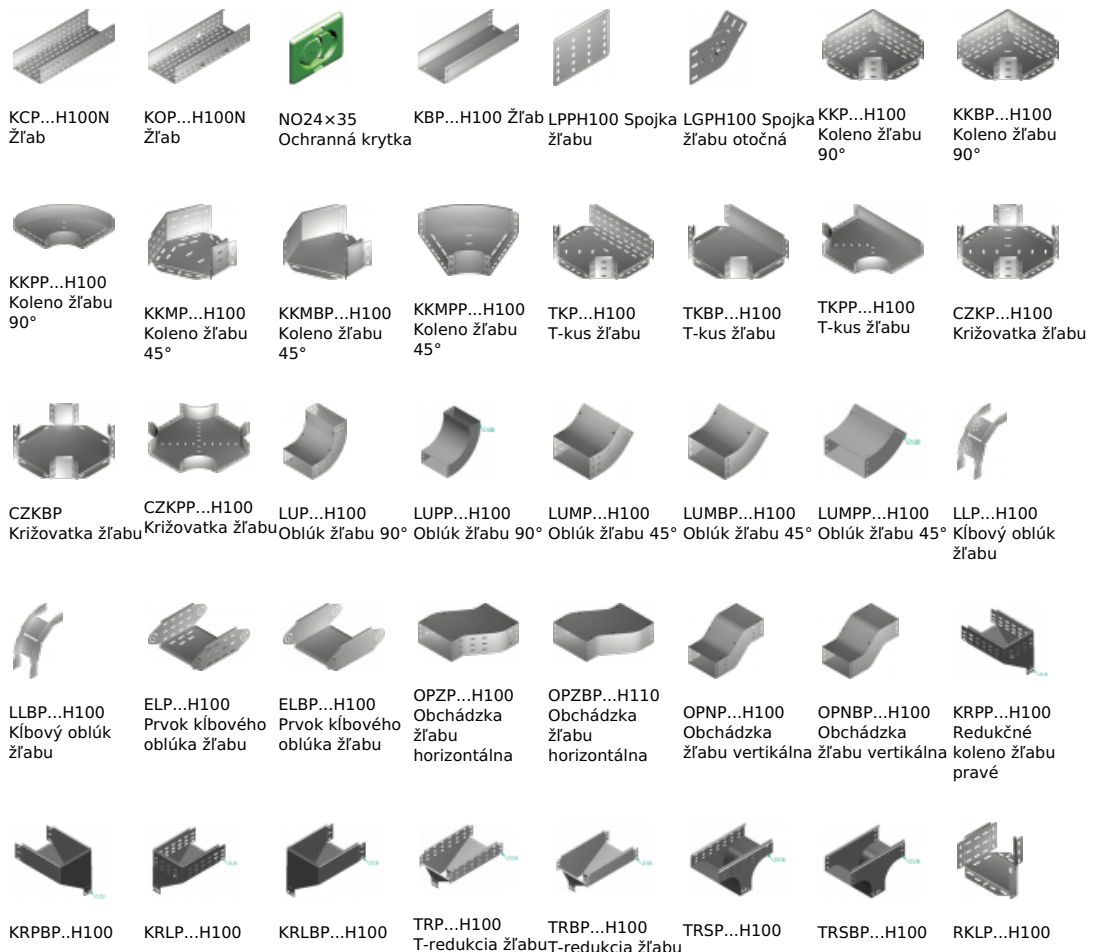 KCP...H100N
Žľab
KOP...H100N
Žľab
NO24×35
Ochranná krytka
KBP...H100 Žľab
LPPH100 Spojka
žľabu
LGPH100 Spojka
žľabu otočná
KKP...H100
Koleno žľabu
90°
KKBP...H100
Koleno žľabu
90°
KKPP...H100
Koleno žľabu
90°
KKMP...H100
Koleno žľabu
45°
KKMBP...H100
Koleno žľabu
45°
KKMPP...H100
Koleno žľabu
45°
TKP...H100
T-kus žľabu
TKBP...H100
T-kus žľabu
TKPP...H100
T-kus žľabu
CZKP...H100
Križovatka žľabu
CZKBP
Križovatka žľabu
CZKPP...H100
Križovatka žľabu
LUP...H100
Oblúk žľabu 90°
LUPP...H100
Oblúk žľabu 90°
LUMP...H100
Oblúk žľabu 45°
LUMBP...H100
Oblúk žľabu 45°
LUMPP...H100
Oblúk žľabu 45°
LLP...H100
Kĺbový oblúk
žľabu
LLBP...H100
Kĺbový oblúk
žľabu
ELP...H100
Prvok kĺbového
oblúka žľabu
ELBP...H100
Prvok kĺbového
oblúka žľabu
OPZP...H100
Obchádzka
žľabu
horizontálna
OPZBP...H110
Obchádzka
žľabu
horizontálna
OPNP...H100
Obchádzka
žľabu vertikálna
OPNBP...H100
Obchádzka
žľabu vertikálna
KRPP...H100
Redukčné
koleno žľabu
pravé
KRPBP..H100
KRLP...H100
KRLBP...H100
TRP...H100
T-redukcia žľabu
TRBP...H100
T-redukcia žľabu
TRSP...H100
TRSBP...H100
RKLP...H100